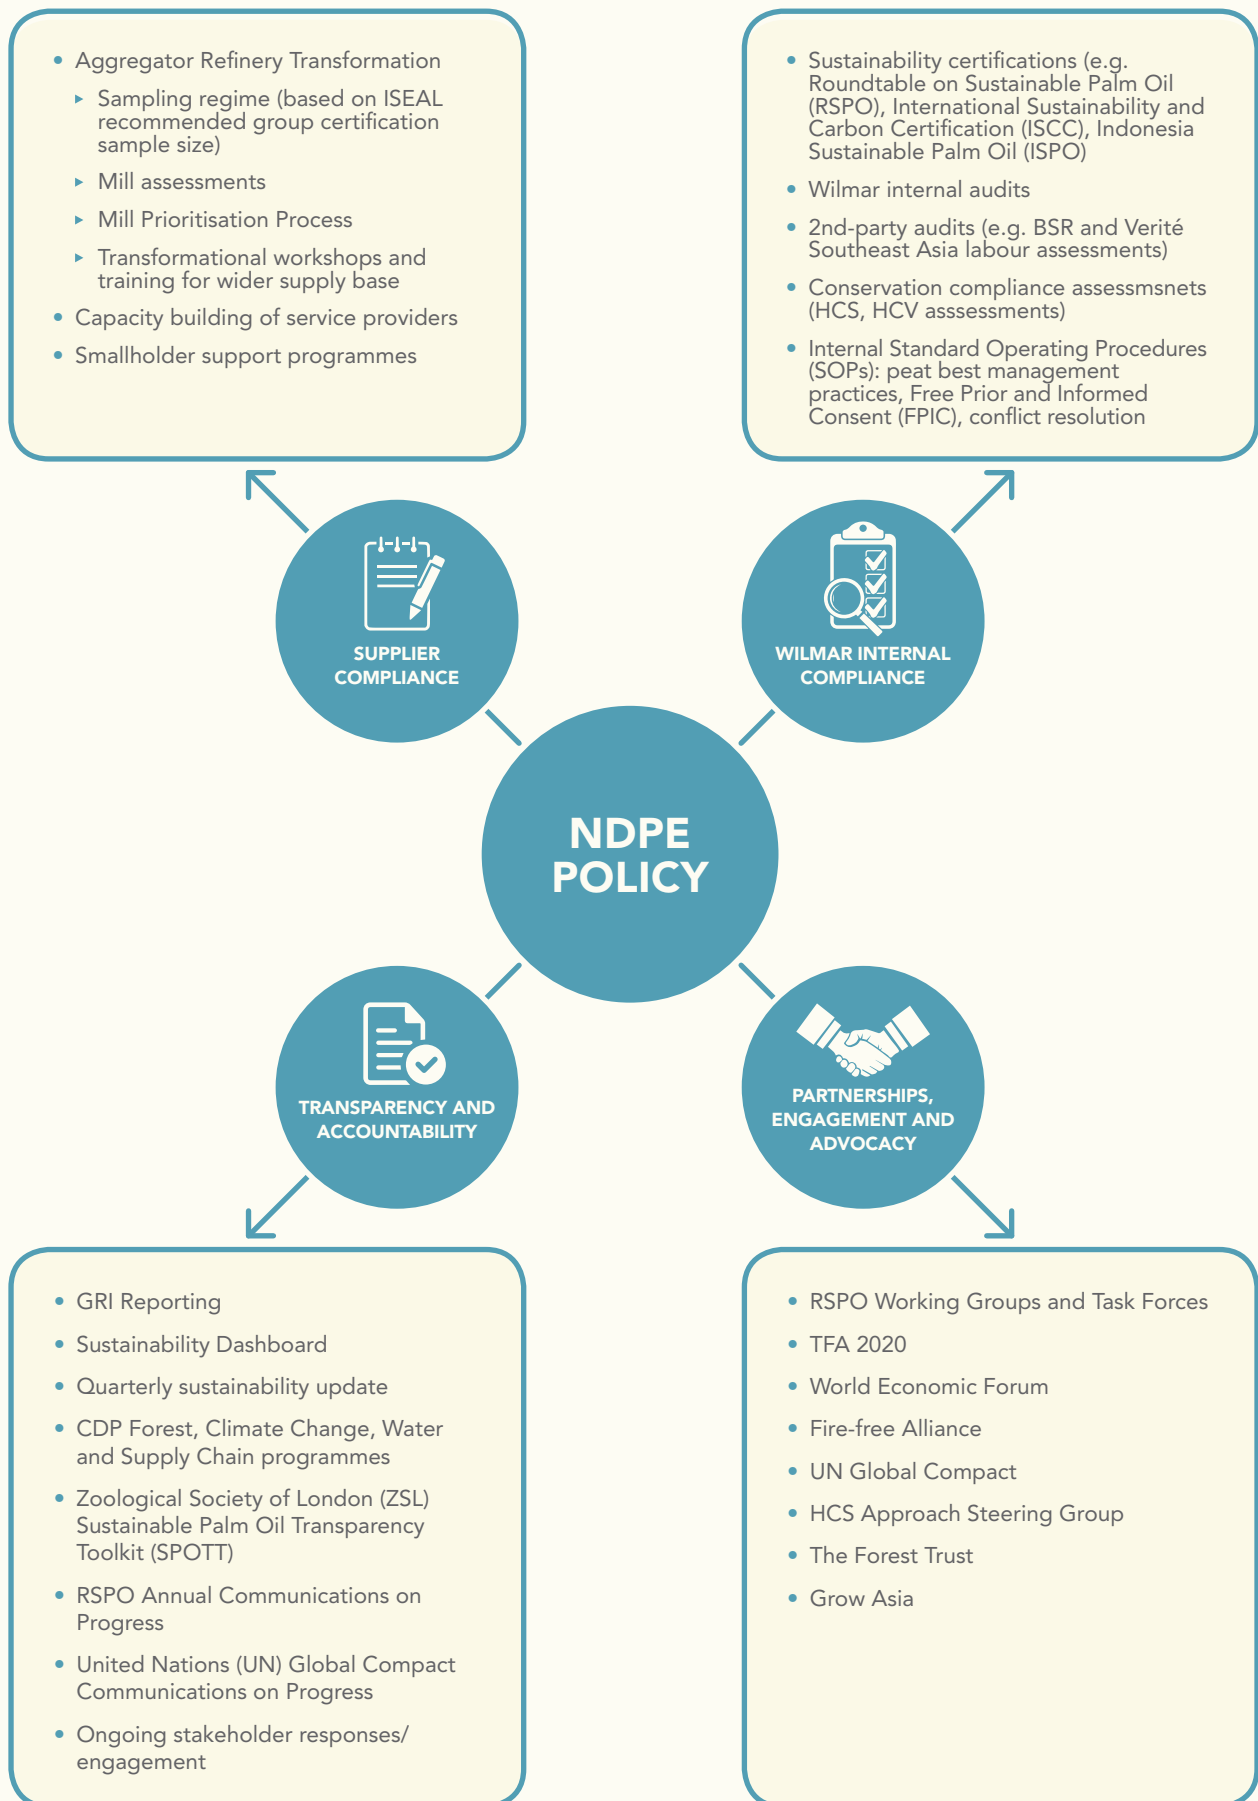 • Aggregator Refinery Transformation
▸ Sampling regime (based on ISEAL
recommended group certification
sample size)
▸ Mill assessments
▸ Mill Prioritisation Process
▸ Transformational workshops and
training for wider supply base
• Capacity building of service providers
• Smallholder support programmes
• Sustainability certifications (e.g.
Roundtable on Sustainable Palm Oil
(RSPO), International Sustainability and
Carbon Certification (ISCC), Indonesia
Sustainable Palm Oil (ISPO)
• Wilmar internal audits
• 2nd-party audits (e.g. BSR and Verité
Southeast Asia labour assessments)
• Conservation compliance assessmsnets
(HCS, HCV asssessments)
• Internal Standard Operating Procedures
(SOPs): peat best management
practices, Free Prior and Informed
Consent (FPIC), conflict resolution
SUPPLIER
COMPLIANCE
WILMAR INTERNAL
COMPLIANCE
NDPE
POLICY
TRANSPARENCY AND
ACCOUNTABILITY
PARTNERSHIPS,
ENGAGEMENT AND
ADVOCACY
• GRI Reporting
• Sustainability Dashboard
• Quarterly sustainability update
• CDP Forest, Climate Change, Water
and Supply Chain programmes
• Zoological Society of London (ZSL)
Sustainable Palm Oil Transparency
Toolkit (SPOTT)
• RSPO Annual Communications on
Progress
• United Nations (UN) Global Compact
Communications on Progress
• Ongoing stakeholder responses/
engagement
• RSPO Working Groups and Task Forces
• TFA 2020
• World Economic Forum
• Fire-free Alliance
• UN Global Compact
• HCS Approach Steering Group
• The Forest Trust
• Grow Asia